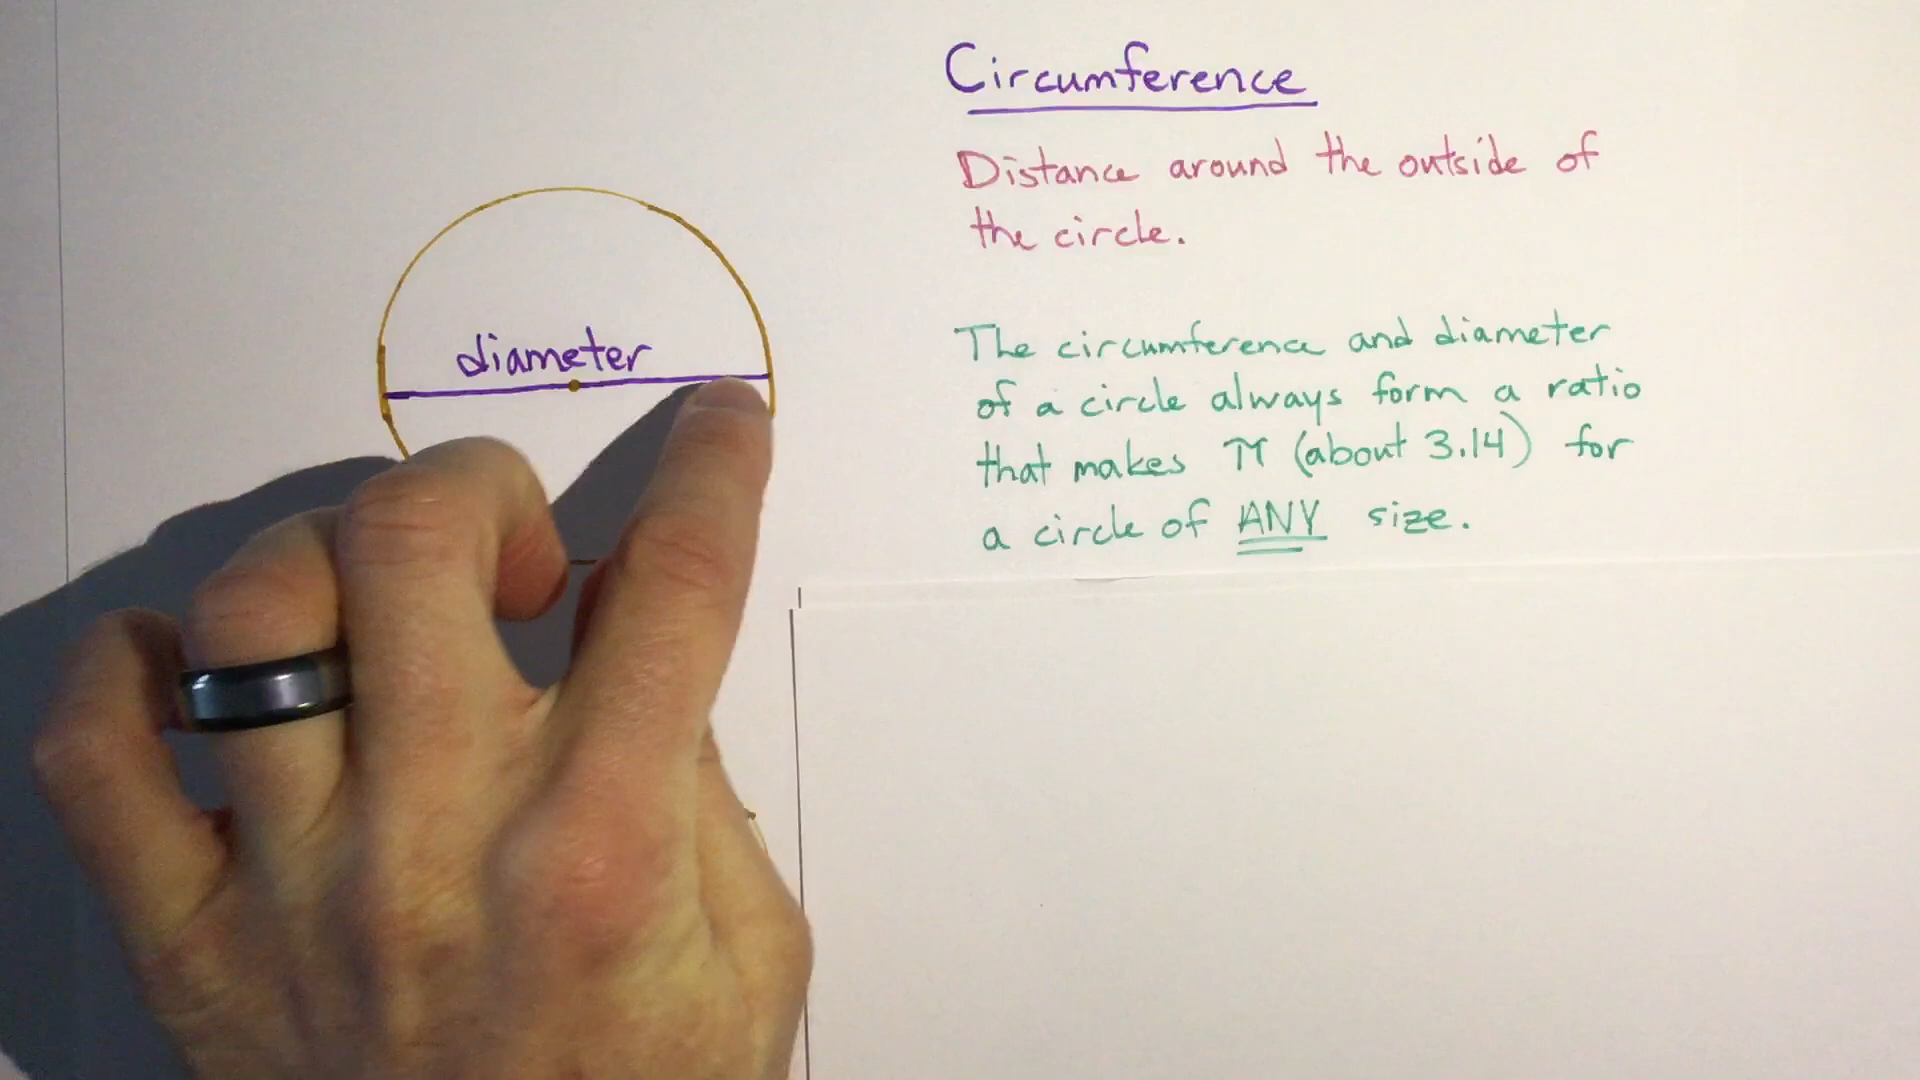 Circumference
Distance around the outside of
the circle.
diameter
The circumference and diameter
of a circle always form a ratio
that makes π (about 3.14) for
a circle of ANY size.